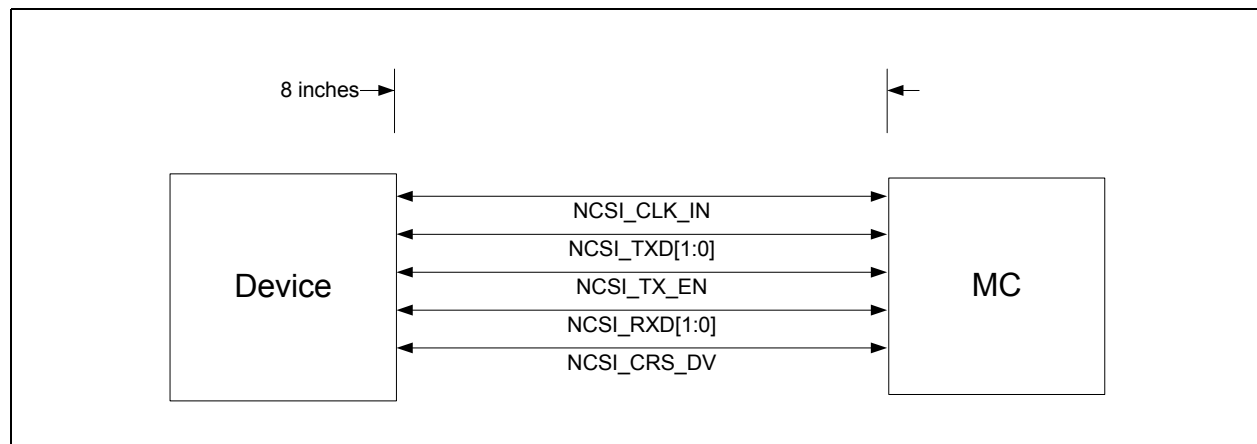 8 inches
NCSI_CLK_IN
NCSI_TXD[1:0]
Device
NCSI_TX_EN
MC
NCSI_RXD[1:0]
NCSI_CRS_DV